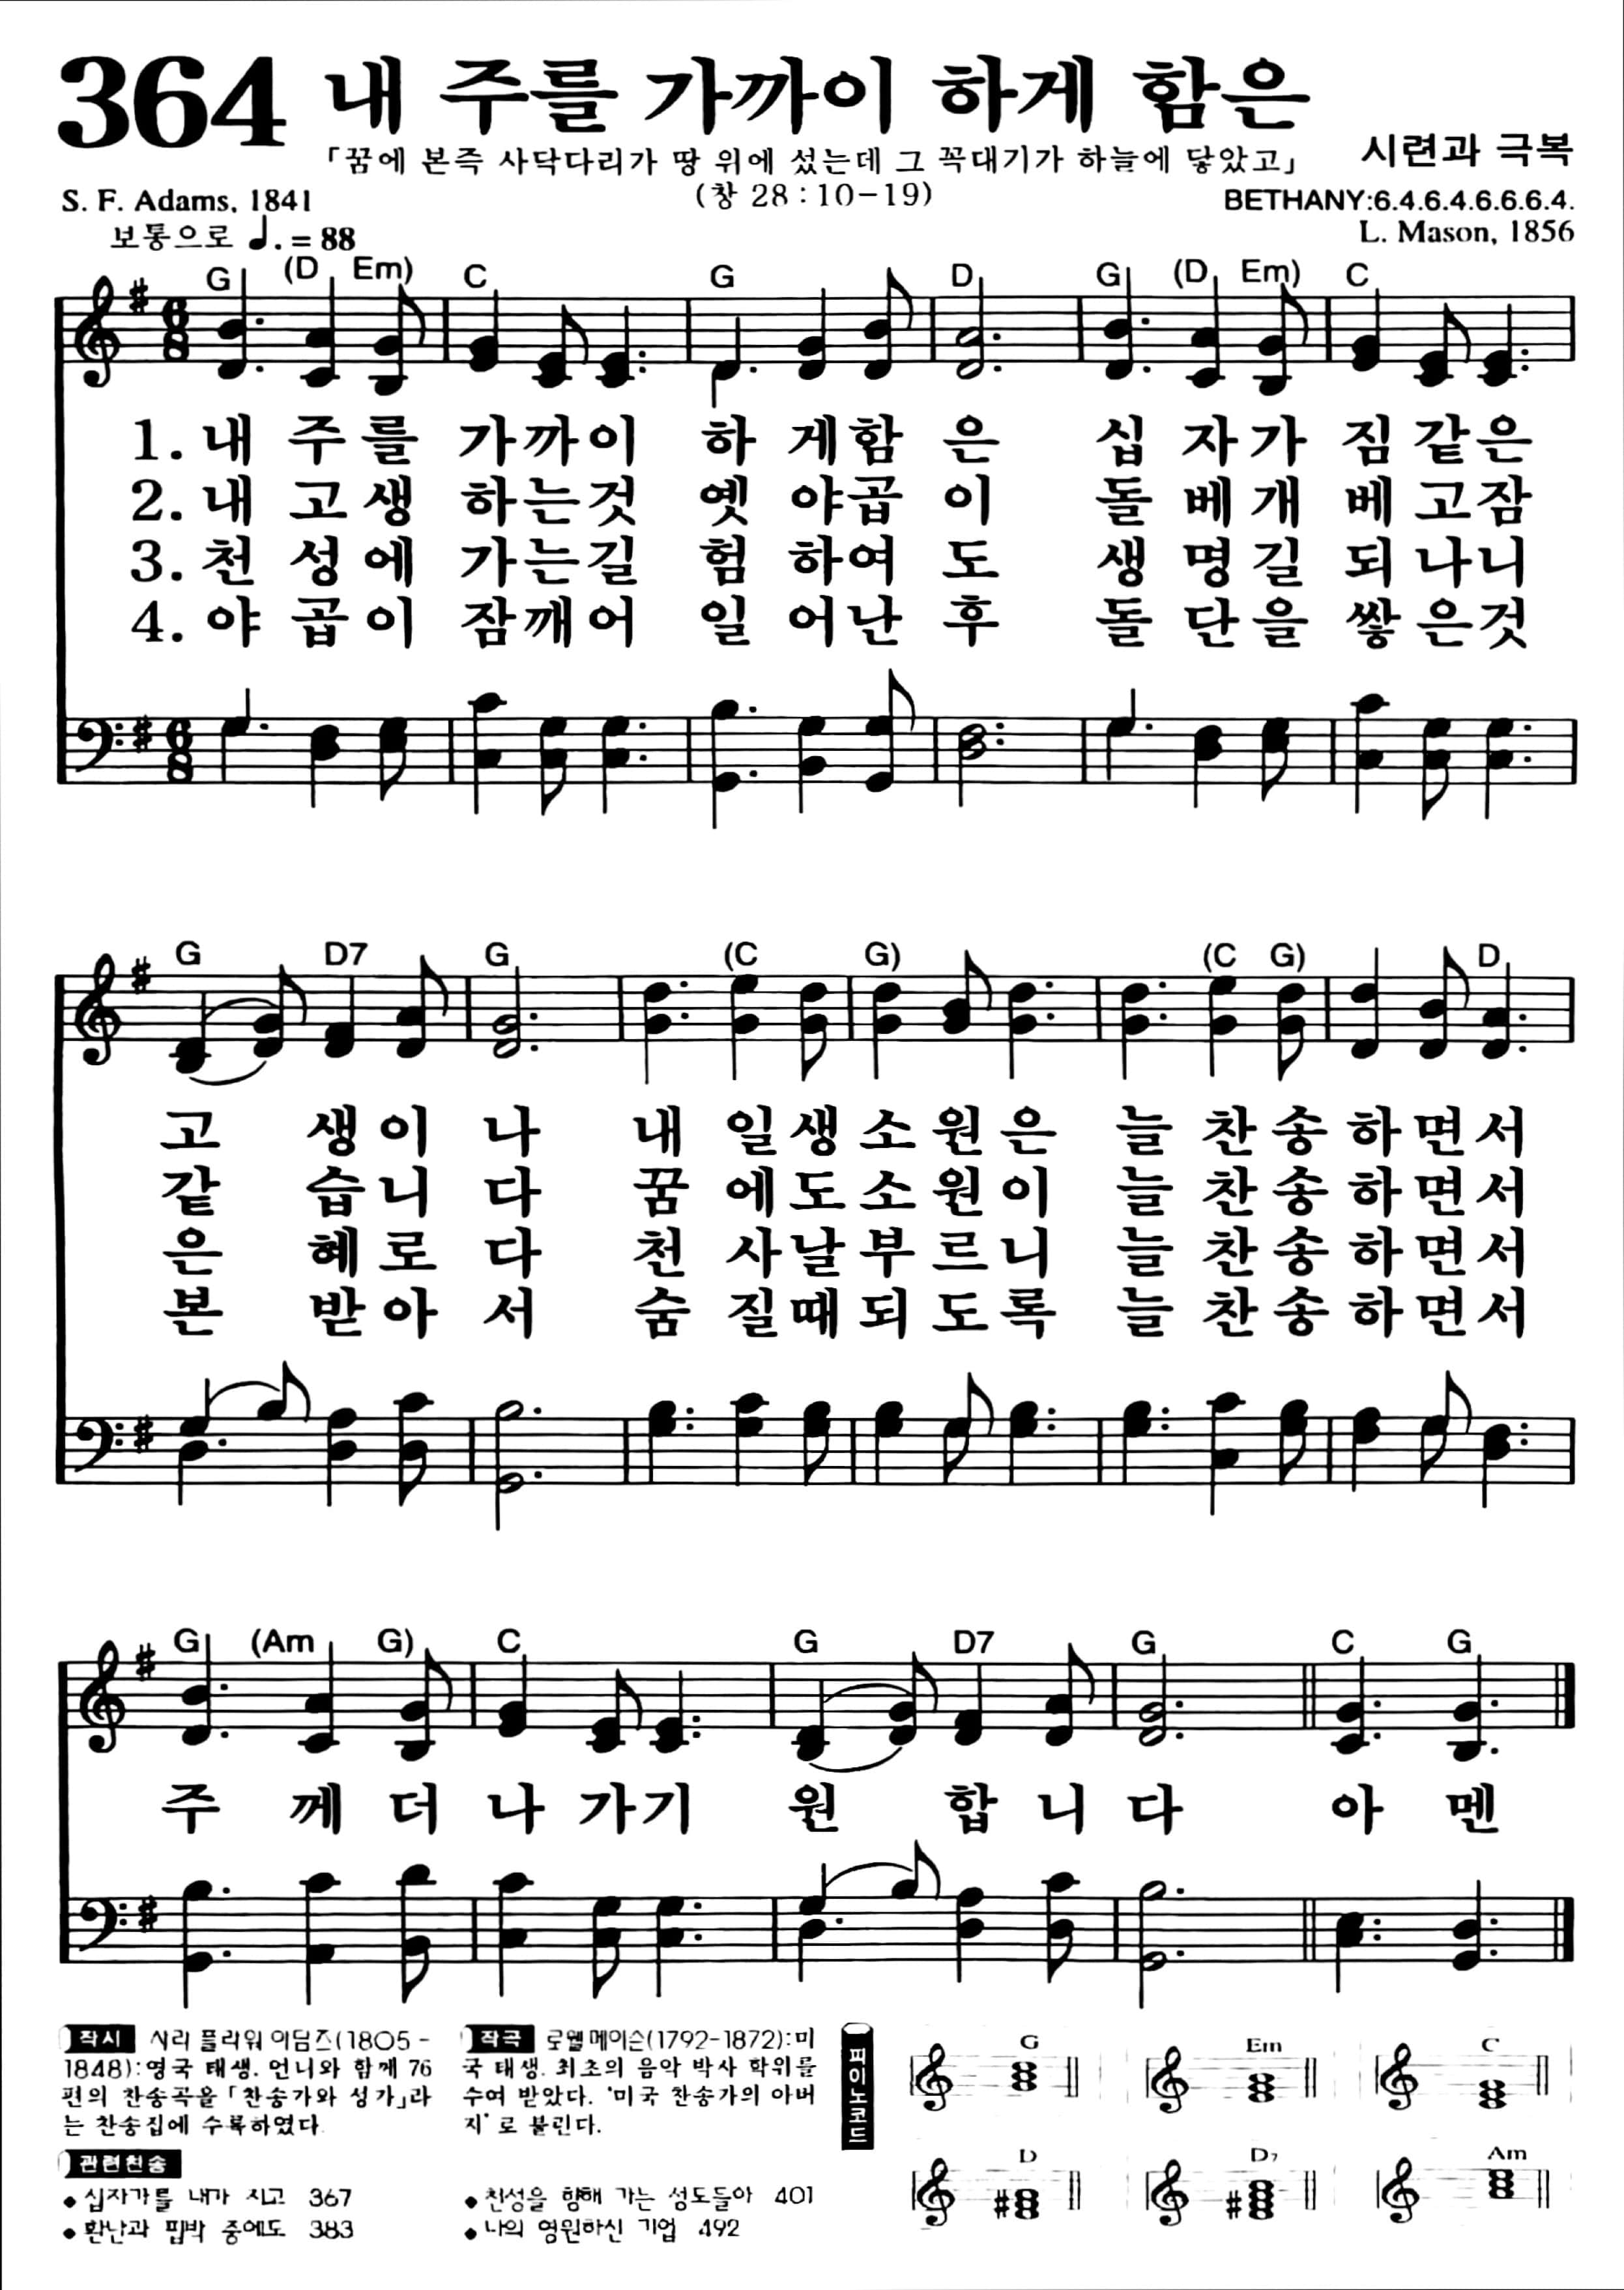 364 내 주를 가까이 하게 함은
「꿈에 본즉 사닥다리가 땅 위에 섰는데 그 꼭대기가 하늘에 닿았고」
(창 28 : 10-19)
시련과 극복
S. F. Adams, 1841
BETHANY:6.4.6.4.6.6.6.4.
보통으로 ♩. = 88
L. Mason, 1856
G (D Em) C G D G (D Em) C
1. 내 주를 가까이 하 게함 은 십 자가 짐같은
2. 내 고생 하는것 옛 야곱 이 돌 베개 베고잠
3. 천 성에 가는길 험 하여 도 생 명길 되나니
4. 야 곱이 잠깨어 일 어난 후 돌 단을 쌓은것
G D7 G (C G) (C G) D
고 생이 나 내 일생소원은 늘 찬송하면서
같 습니 다 꿈 에도소원이 늘 찬송하면서
은 혜로 다 천 사날부르니 늘 찬송하면서
본 받아 서 숨 질때되도록 늘 찬송하면서
G (Am G) C G D7 G C G
주 께 더 나 가기 원 합 니 다 아 멘
작시 사라 플라워 아덤즈(1805-
1848):영국 태생. 언니와 함께 76
편의 찬송곡을 「찬송가와 성가」라
는 찬송집에 수록하였다.
작곡 로웰 메이슨(1792-1872):미
국 태생. 최초의 음악 박사 학위를
수여 받았다. '미국 찬송가의 아버
지'로 불린다.
관련찬송
● 십자가를 내가 지고 367
● 환난과 핍박 중에도 383
● 천성을 향해 가는 성도들아 401
● 나의 영원하신 기업 492
피아노코드
G Em C
D D7 Am